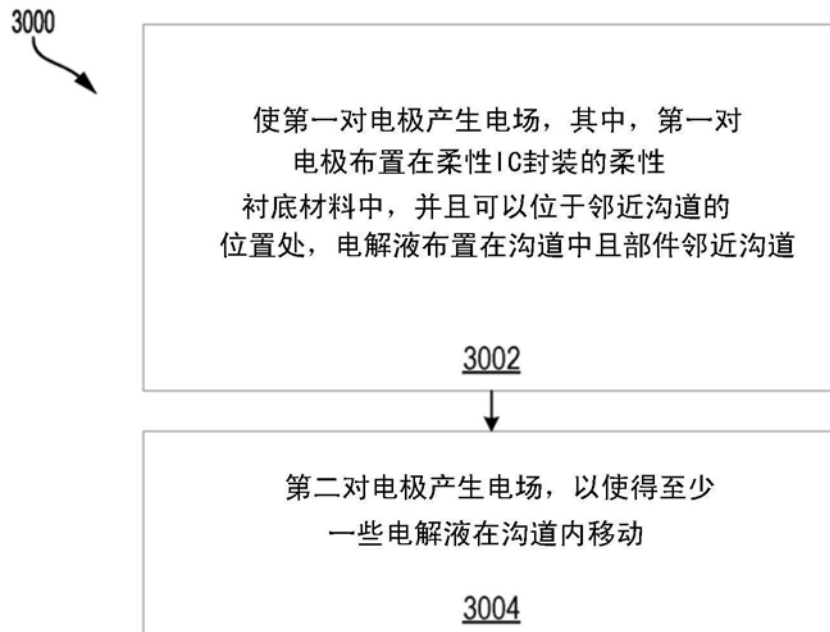 3000
使第一对电极产生电场，其中，第一对
电极布置在柔性IC封装的柔性
衬底材料中，并且可以位于邻近沟道的
位置处，电解液布置在沟道中且部件邻近沟道
3002
第二对电极产生电场，以使得至少
一些电解液在沟道内移动
3004